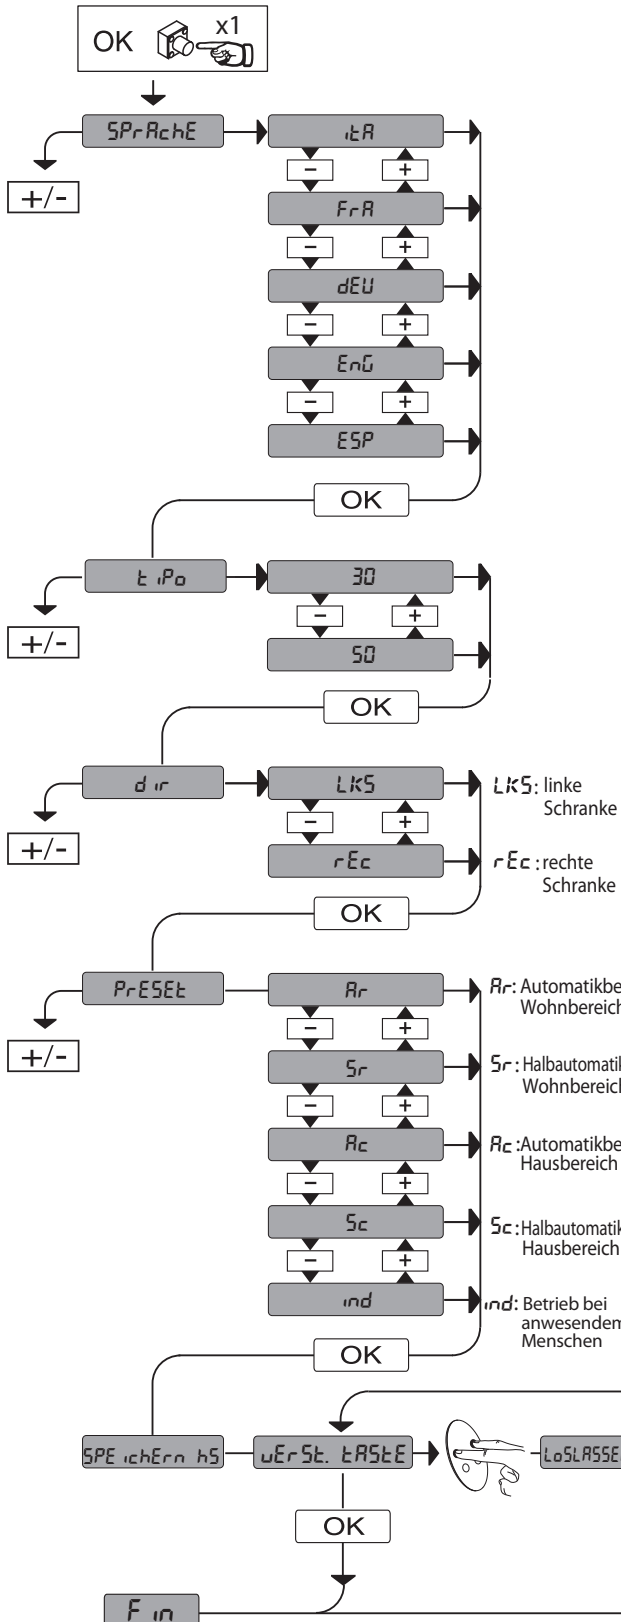 OK x1
SPrAchE
+/-
itA
- +
FrA
- +
dEU
- +
EnG
- +
ESP
OK
tiPo
+/-
30
- +
50
OK
dir
+/-
LKS
LKS: linke
Schranke
- +
rEc
rEc: rechte
Schranke
OK
PrESEt
+/-
Ar
Ar: Automatikbe
Wohnbereich
- +
Sr
Sr: Halbautomatik
Wohnbereich
- +
Ac
Ac: Automatikbe
Hausbereich
- +
Sc
Sc: Halbautomatik
Hausbereich
- +
ind
ind: Betrieb bei
anwesendem
Menschen
OK
SPEichErn hS vErSt. tAStE LoSLASSE
OK
Fin